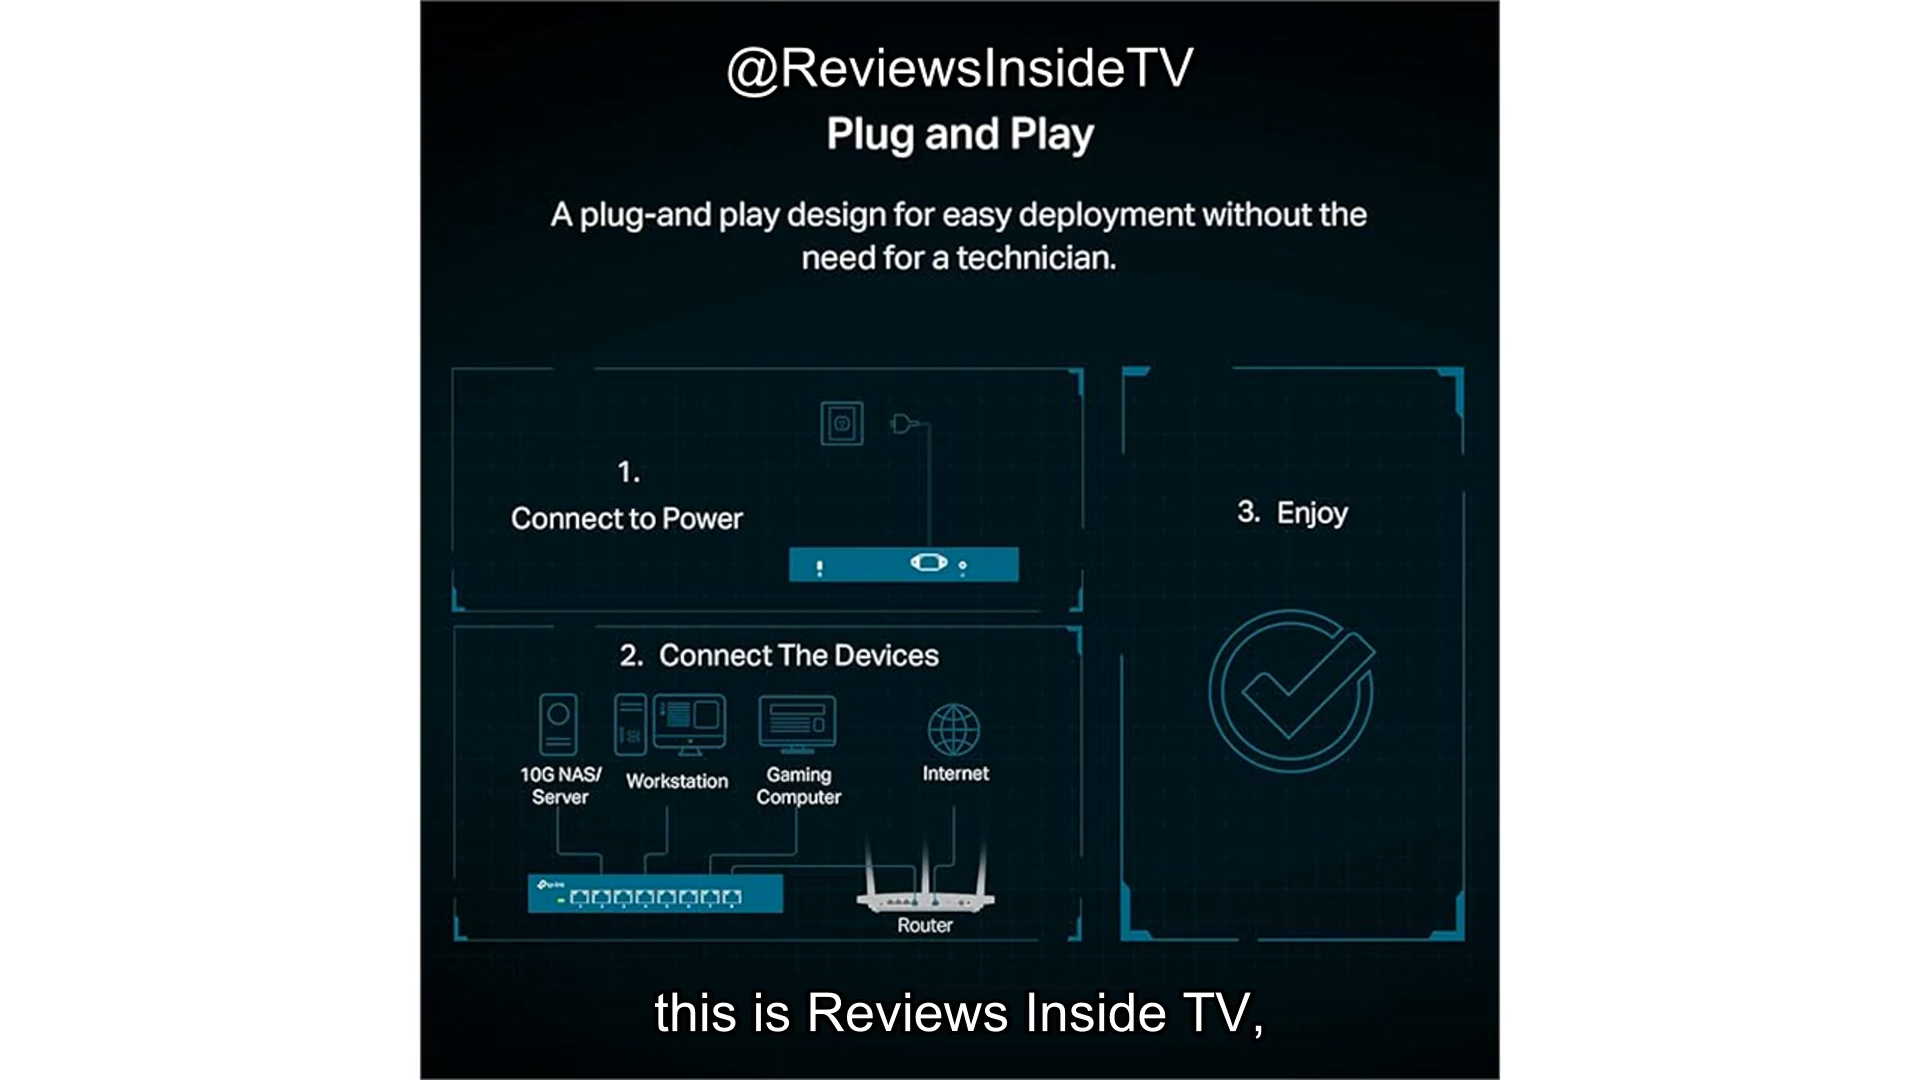 @ReviewsInsideTV
Plug and Play
A plug-and play design for easy deployment without the
need for a technician.
1.
Connect to Power
3. Enjoy
2. Connect The Devices
10G NAS/
Server
Workstation
Gaming
Computer
Internet
tp-link
Router
this is Reviews Inside TV,